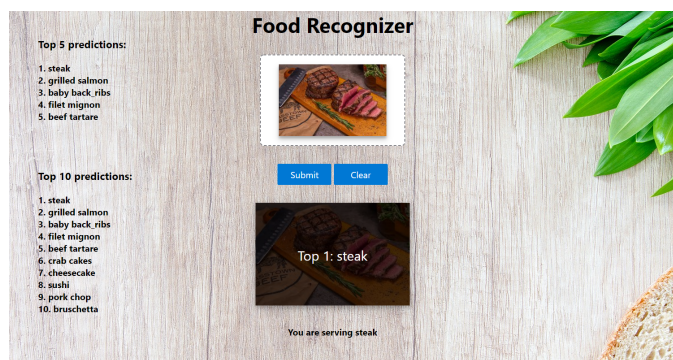 Food Recognizer
Top 5 predictions:
1. steak
2. grilled salmon
3. baby back_ribs
4. filet mignon
5. beef tartare
Submit
Clear
Top 10 predictions:
1. steak
2. grilled salmon
3. baby back_ribs
4. filet mignon
5. beef tartare
6. crab cakes
7. cheesecake
8. sushi
9. pork chop
10. bruschetta
Top 1: steak
You are serving steak